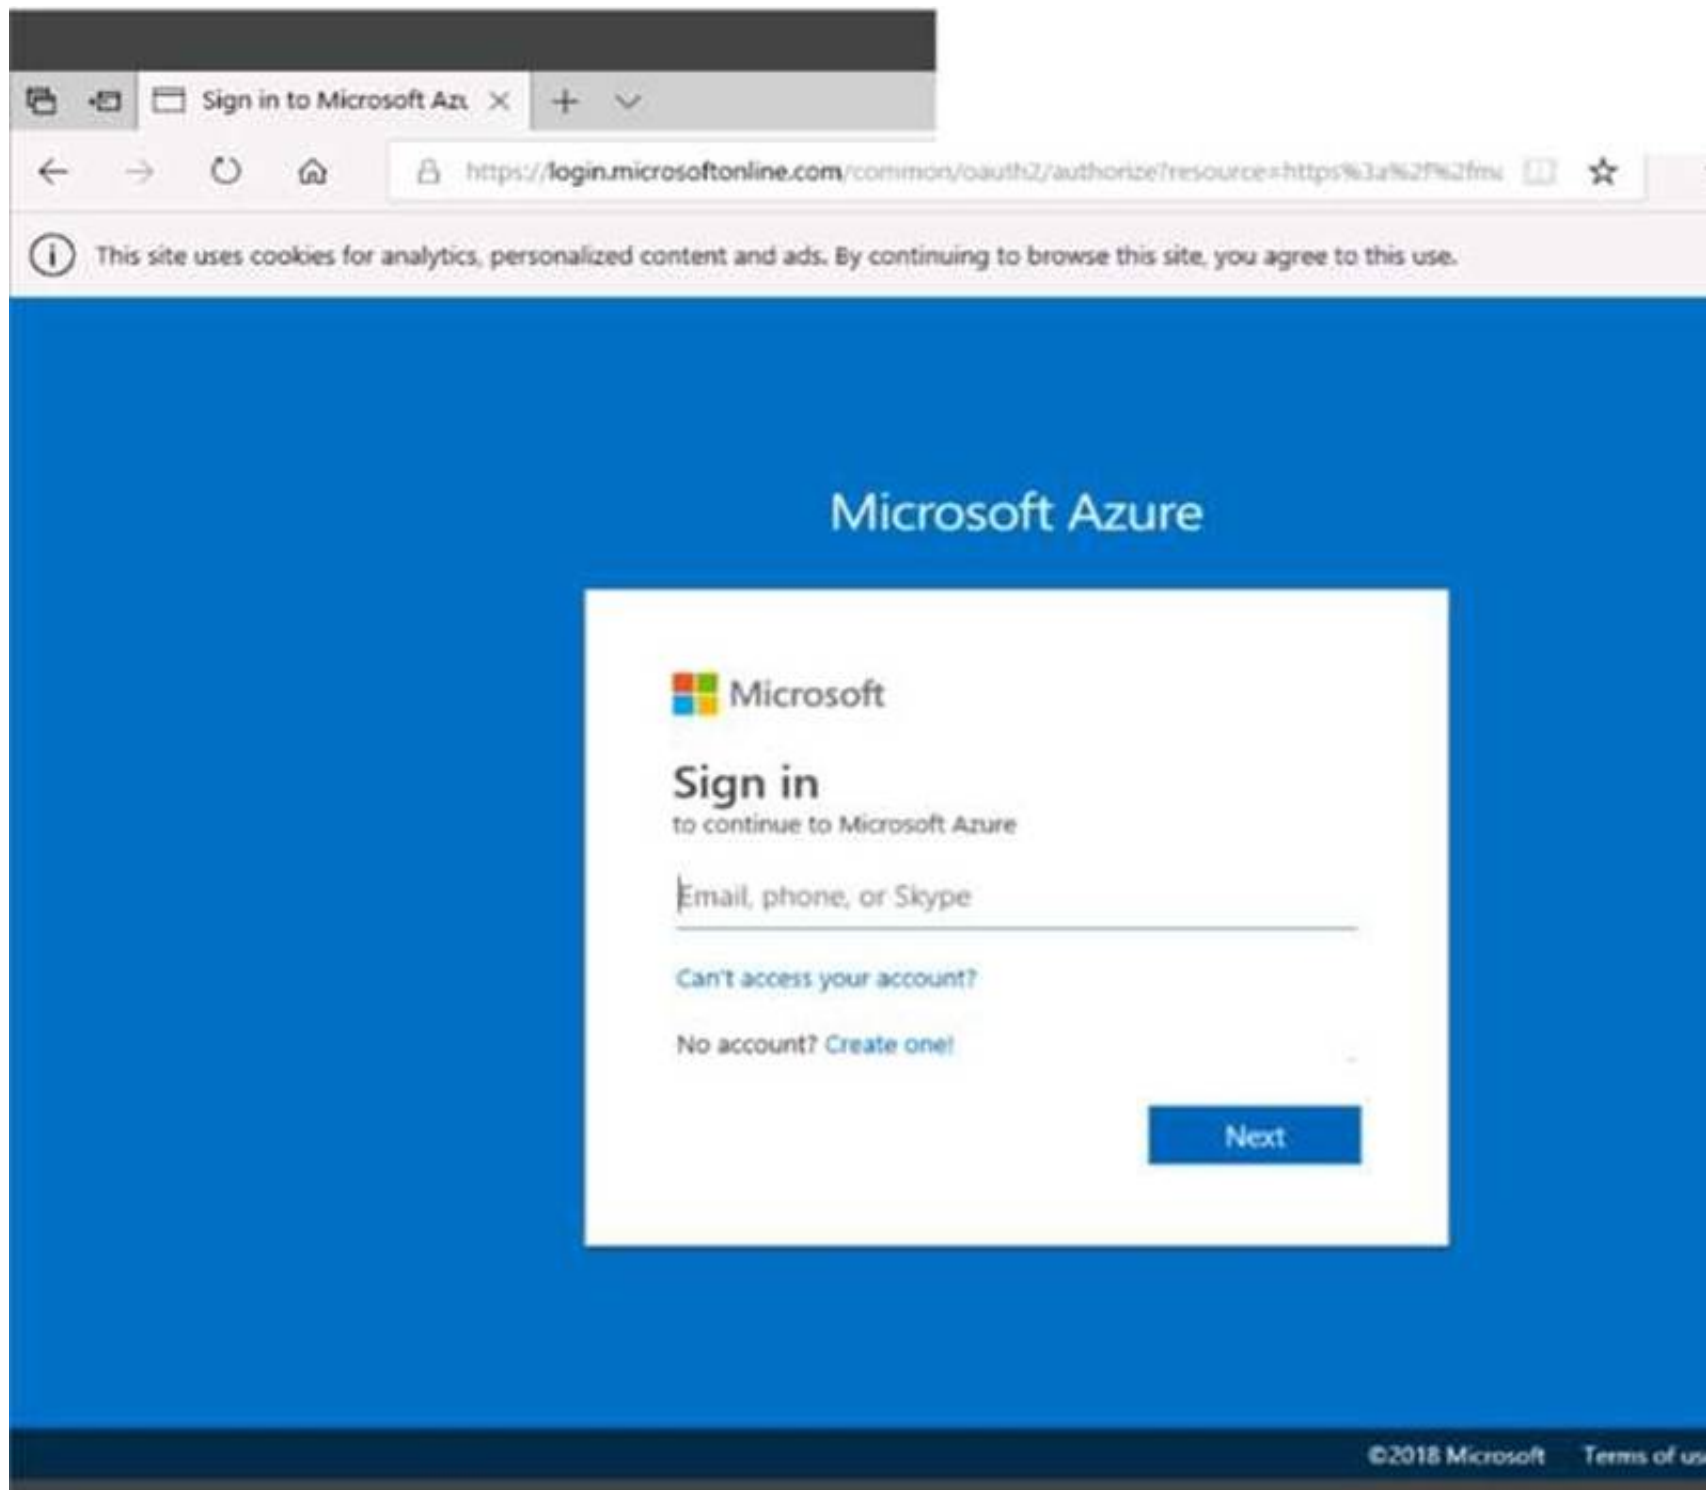 Sign in to Microsoft Azu
https://login.microsoftonline.com/common/oauth2/authorize?resource=https%3a%2f%2fma
This site uses cookies for analytics, personalized content and ads. By continuing to browse this site, you agree to this use.
Microsoft Azure
Microsoft
Sign in
to continue to Microsoft Azure
Email, phone, or Skype
Can't access your account?
No account? Create one!
Next
©2018 Microsoft Terms of use